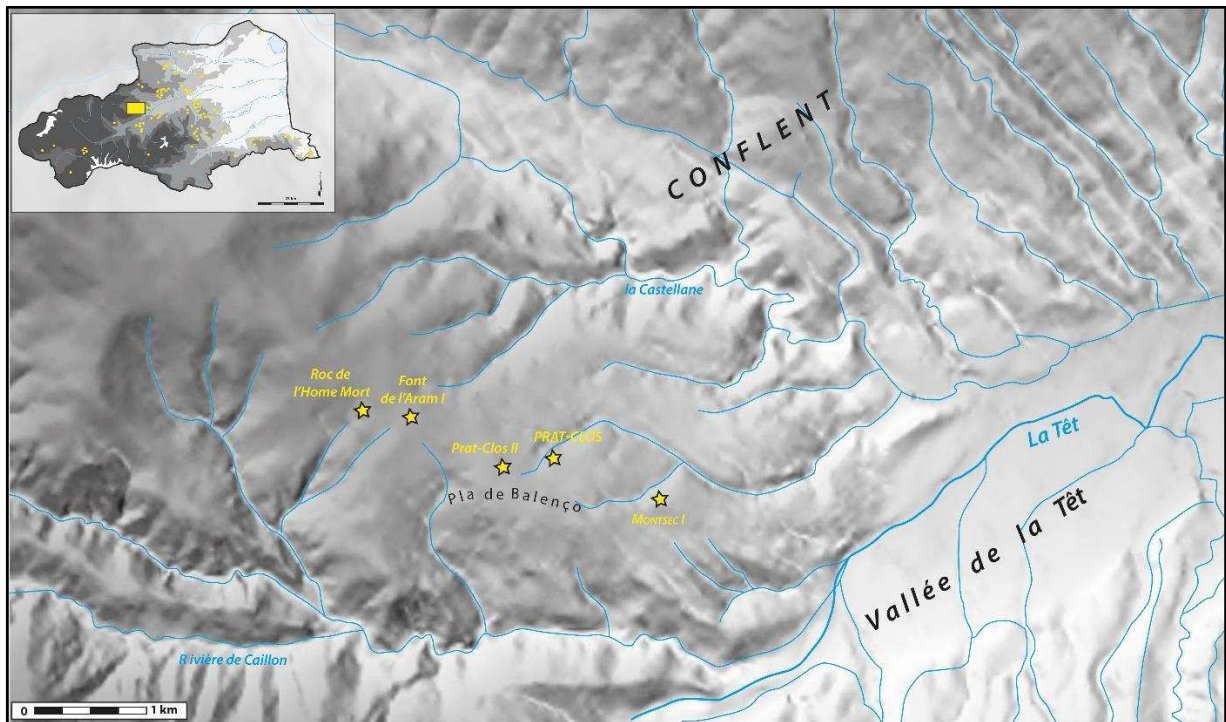 CONFLENT
la Castellane
Roc de
l'Home Mort
Font
de l'Aram I
Prat-Clos II
PRAT-CLOS
Pla de Balenço
MONTSEC I
La Têt
Vallée de la Têt
Rivière de Caillon
0 1 km